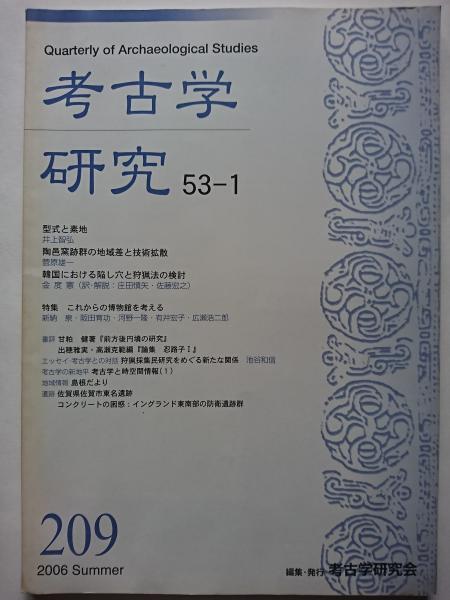 Quarterly of Archaeological Studies
考古学
研究 53-1
型式と素地
井上智弘
陶邑窯跡群の地域差と技術拡散
菅原雄一
韓国における陥し穴と狩猟法の検討
金 度 憲（訳・解説：庄田慎矢・佐藤宏之）
特集 これからの博物館を考える
新納 泉・阪田育功・河野一隆・有井宏子・広瀬浩二郎
書評 甘粕 健著『前方後円墳の研究』
出穂雅実・高瀬克範編『論集 忍路子Ⅰ』
エッセイ・考古学との対話 狩猟採集民研究をめぐる新たな関係 池谷和信
考古学の新地平 考古学と時空間情報(1)
地域情報 島根だより
遺跡 佐賀県佐賀市東名遺跡
コンクリートの困惑：イングランド東南部の防衛遺跡群
209
2006 Summer
編集・発行 考古学研究会